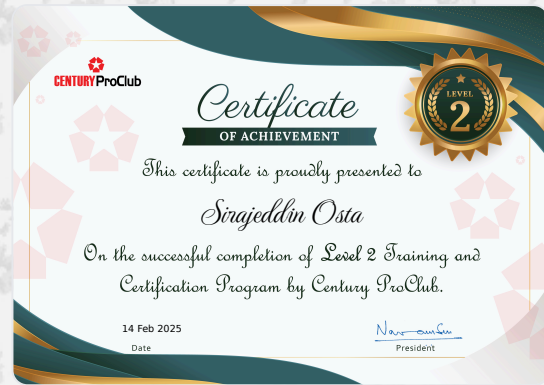 CENTURY ProClub
LEVEL
2
Certificate
OF ACHIEVEMENT
This certificate is proudly presented to
Sirajeddin Osta
On the successful completion of Level 2 Training and
Certification Program by Century ProClub.
14 Feb 2025
Date
President